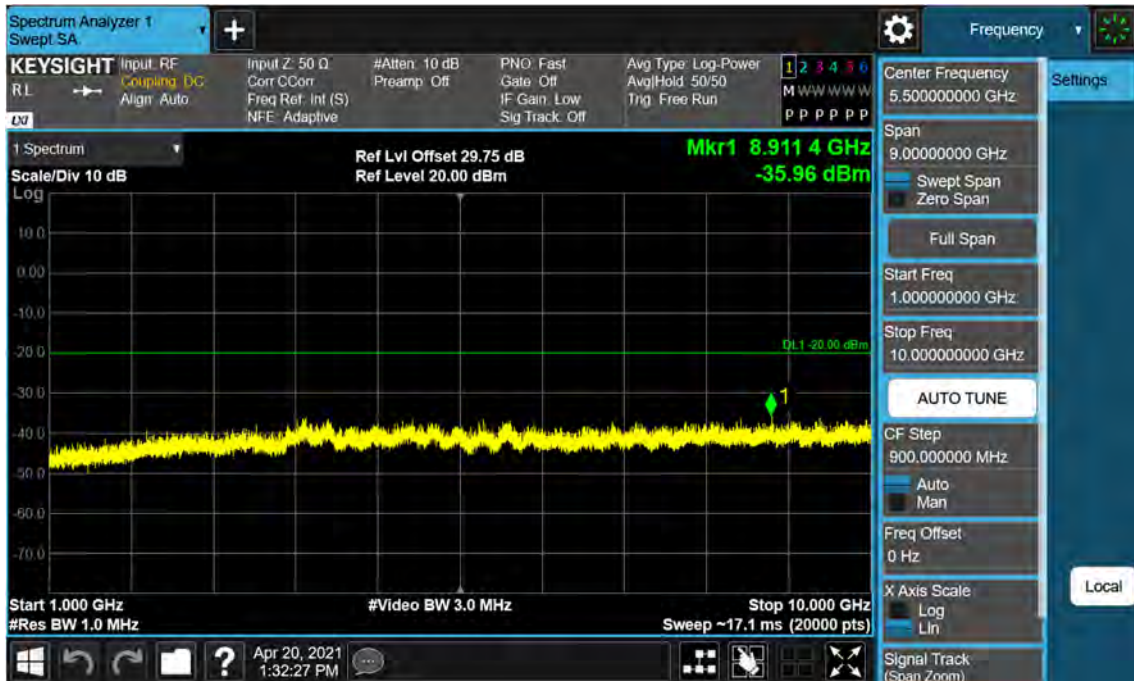 Spectrum Analyzer 1
Swept SA
Frequency
KEYSIGHT
RL
LXI
Input: RF
Coupling: DC
Align: Auto
Input Z: 50 Ω
Corr CCorr
Freq Ref: Int (S)
NFE: Adaptive
#Atten: 10 dB
Preamp: Off
PNO: Fast
Gate: Off
IF Gain: Low
Sig Track: Off
Avg Type: Log-Power
Avg|Hold: 50/50
Trig: Free Run
1 2 3 4 5 6
M W W W W W
P P P P P P
1 Spectrum
Scale/Div 10 dB
Log
Ref Lvl Offset 29.75 dB
Ref Level 20.00 dBm
Mkr1 8.911 4 GHz
-35.96 dBm
10.0
0.00
-10.0
-20.0
-30.0
-40.0
-50.0
-60.0
-70.0
DL1 -20.00 dBm
1
Start 1.000 GHz
#Res BW 1.0 MHz
#Video BW 3.0 MHz
Stop 10.000 GHz
Sweep ~17.1 ms (20000 pts)
Center Frequency
5.500000000 GHz
Span
9.00000000 GHz
Swept Span
Zero Span
Full Span
Start Freq
1.000000000 GHz
Stop Freq
10.000000000 GHz
AUTO TUNE
CF Step
900.000000 MHz
Auto
Man
Freq Offset
0 Hz
X Axis Scale
Log
Lin
Signal Track
(Span Zoom)
Settings
Local
?
Apr 20, 2021
1:32:27 PM